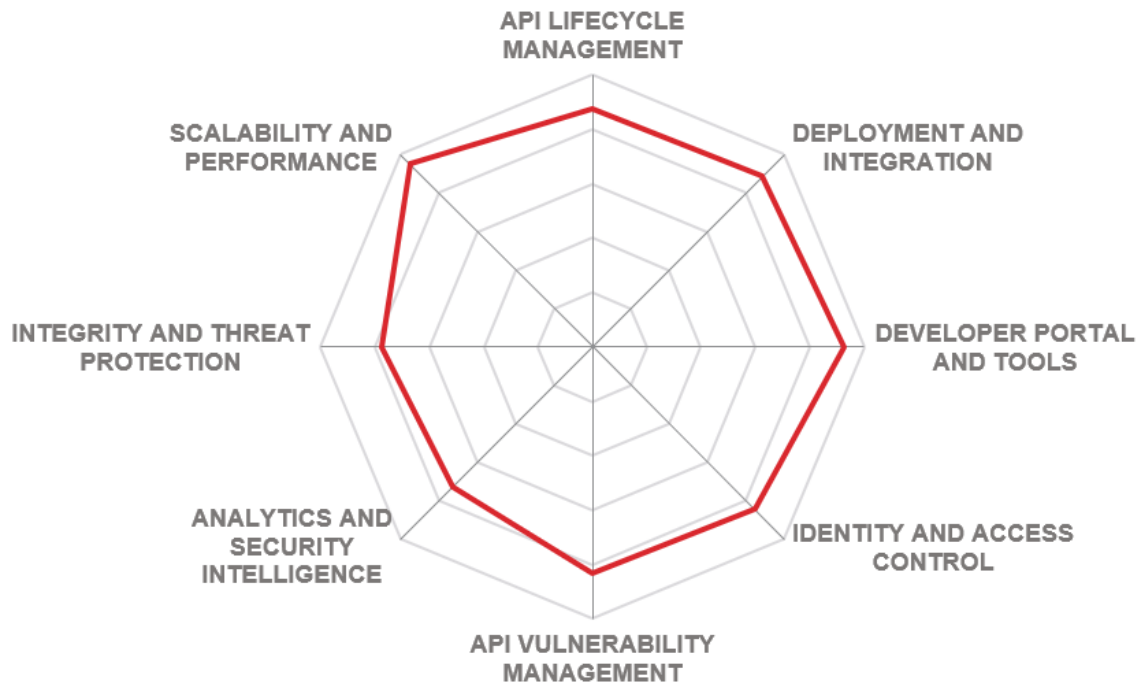 API LIFECYCLE
MANAGEMENT
DEPLOYMENT AND
INTEGRATION
DEVELOPER PORTAL
AND TOOLS
IDENTITY AND ACCESS
CONTROL
API VULNERABILITY
MANAGEMENT
ANALYTICS AND
SECURITY
INTELLIGENCE
INTEGRITY AND THREAT
PROTECTION
SCALABILITY AND
PERFORMANCE